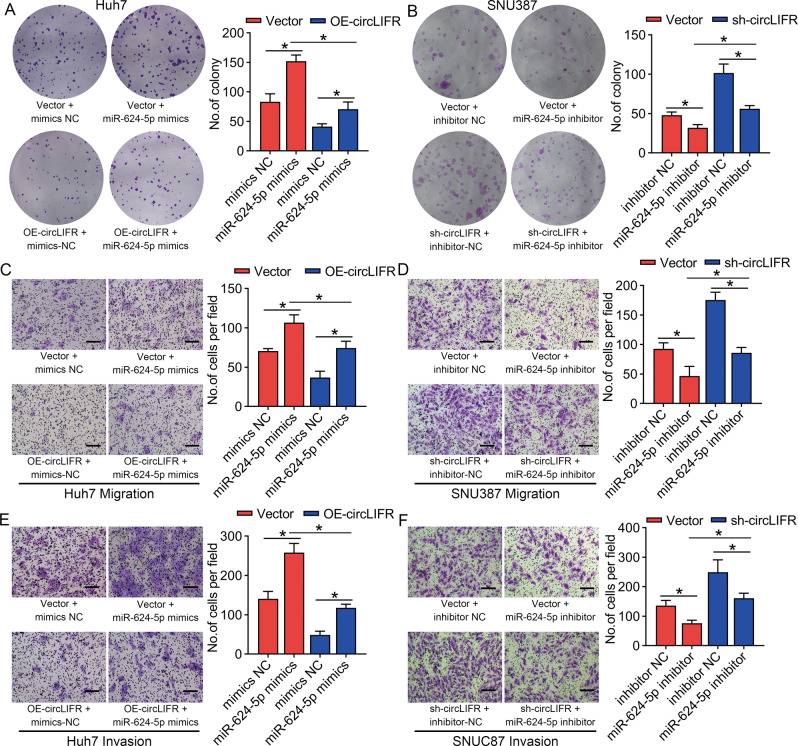 A
Huh7
Vector +
mimics NC
Vector +
miR-624-5p mimics
OE-circLIFR +
mimics-NC
OE-circLIFR +
miR-624-5p mimics
Vector
OE-circLIFR
No.of colony
200
150
100
50
0
*
*
*
mimics NC
miR-624-5p mimics
mimics NC
miR-624-5p mimics
B
SNU387
Vector +
inhibitor NC
Vector +
miR-624-5p inhibitor
sh-circLIFR +
inhibitor-NC
sh-circLIFR +
miR-624-5p inhibitor
Vector
sh-circLIFR
No.of colony
150
100
50
0
*
*
*
inhibitor NC
miR-624-5p inhibitor
inhibitor NC
miR-624-5p inhibitor
C
Vector +
mimics NC
Vector +
miR-624-5p mimics
OE-circLIFR +
mimics-NC
OE-circLIFR +
miR-624-5p mimics
Huh7 Migration
Vector
OE-circLIFR
No.of cells per field
150
100
50
0
*
*
*
mimics NC
miR-624-5p mimics
mimics NC
miR-624-5p mimics
D
Vector +
inhibitor NC
Vector +
miR-624-5p inhibitor
sh-circLIFR +
inhibitor-NC
sh-circLIFR +
miR-624-5p inhibitor
SNU387 Migration
Vector
sh-circLIFR
No.of cells per field
200
150
100
50
0
*
*
*
inhibitor NC
miR-624-5p inhibitor
inhibitor NC
miR-624-5p inhibitor
E
Vector +
mimics NC
Vector +
miR-624-5p mimics
OE-circLIFR +
mimics-NC
OE-circLIFR +
miR-624-5p mimics
Huh7 Invasion
Vector
OE-circLIFR
No.of cells per field
300
200
100
0
*
*
*
mimics NC
miR-624-5p mimics
mimics NC
miR-624-5p mimics
F
Vector +
inhibitor NC
Vector +
miR-624-5p inhibitor
sh-circLIFR +
inhibitor-NC
sh-circLIFR +
miR-624-5p inhibitor
SNUC87 Invasion
Vector
sh-circLIFR
No.of cells per field
400
300
200
100
0
*
*
*
inhibitor NC
miR-624-5p inhibitor
inhibitor NC
miR-624-5p inhibitor